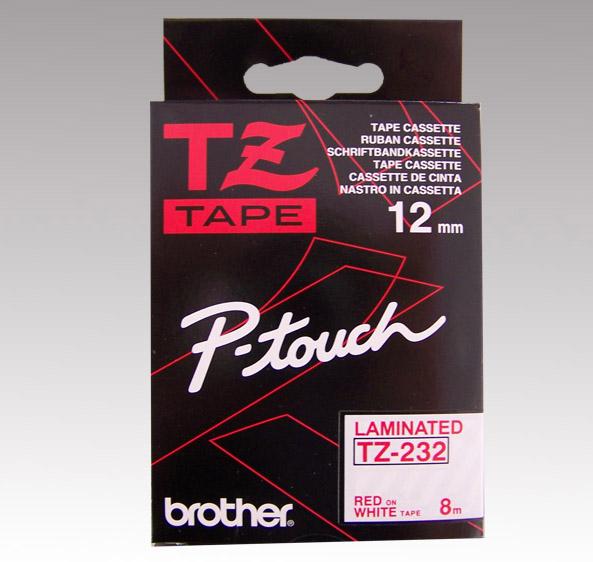 TZ
TAPE
TAPE CASSETTE
RUBAN CASSETTE
SCHRIFTBANDKASSETTE
TAPE CASSETTE
CASSETTE DE CINTA
NASTRO IN CASSETTA
12 mm
P-touch
LAMINATED
TZ-232
RED ON
WHITE TAPE 8m
brother®